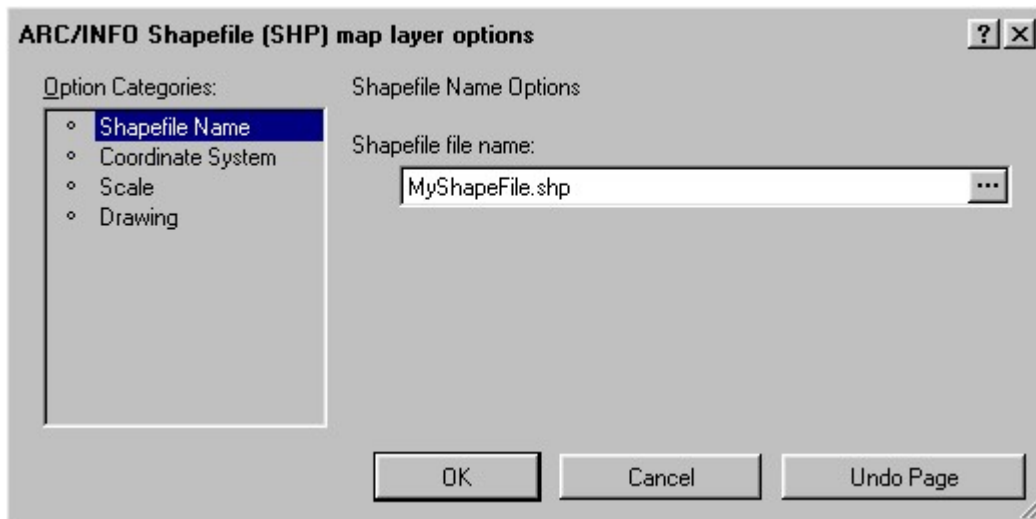 ARC/INFO Shapefile (SHP) map layer options
Option Categories:
Shapefile Name
Coordinate System
Scale
Drawing
Shapefile Name Options
Shapefile file name:
MyShapeFile.shp
...
OK
Cancel
Undo Page